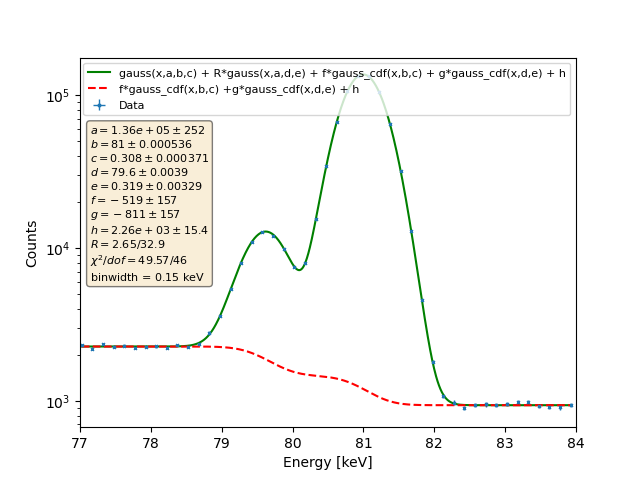 gauss(x,a,b,c) + R*gauss(x,a,d,e) + f*gauss_cdf(x,b,c) + g*gauss_cdf(x,d,e) + h
f*gauss_cdf(x,b,c) +g*gauss_cdf(x,d,e) + h
Data
10⁵
a = 1.36e + 05 ± 252
b = 81 ± 0.000536
c = 0.308 ± 0.000371
d = 79.6 ± 0.0039
e = 0.319 ± 0.00329
f = −519 ± 157
g = −811 ± 157
h = 2.26e + 03 ± 15.4
R = 2.65/32.9
χ²/dof = 49.57/46
binwidth = 0.15 keV
Counts
10⁴
10³
77 78 79 80 81 82 83 84
Energy [keV]